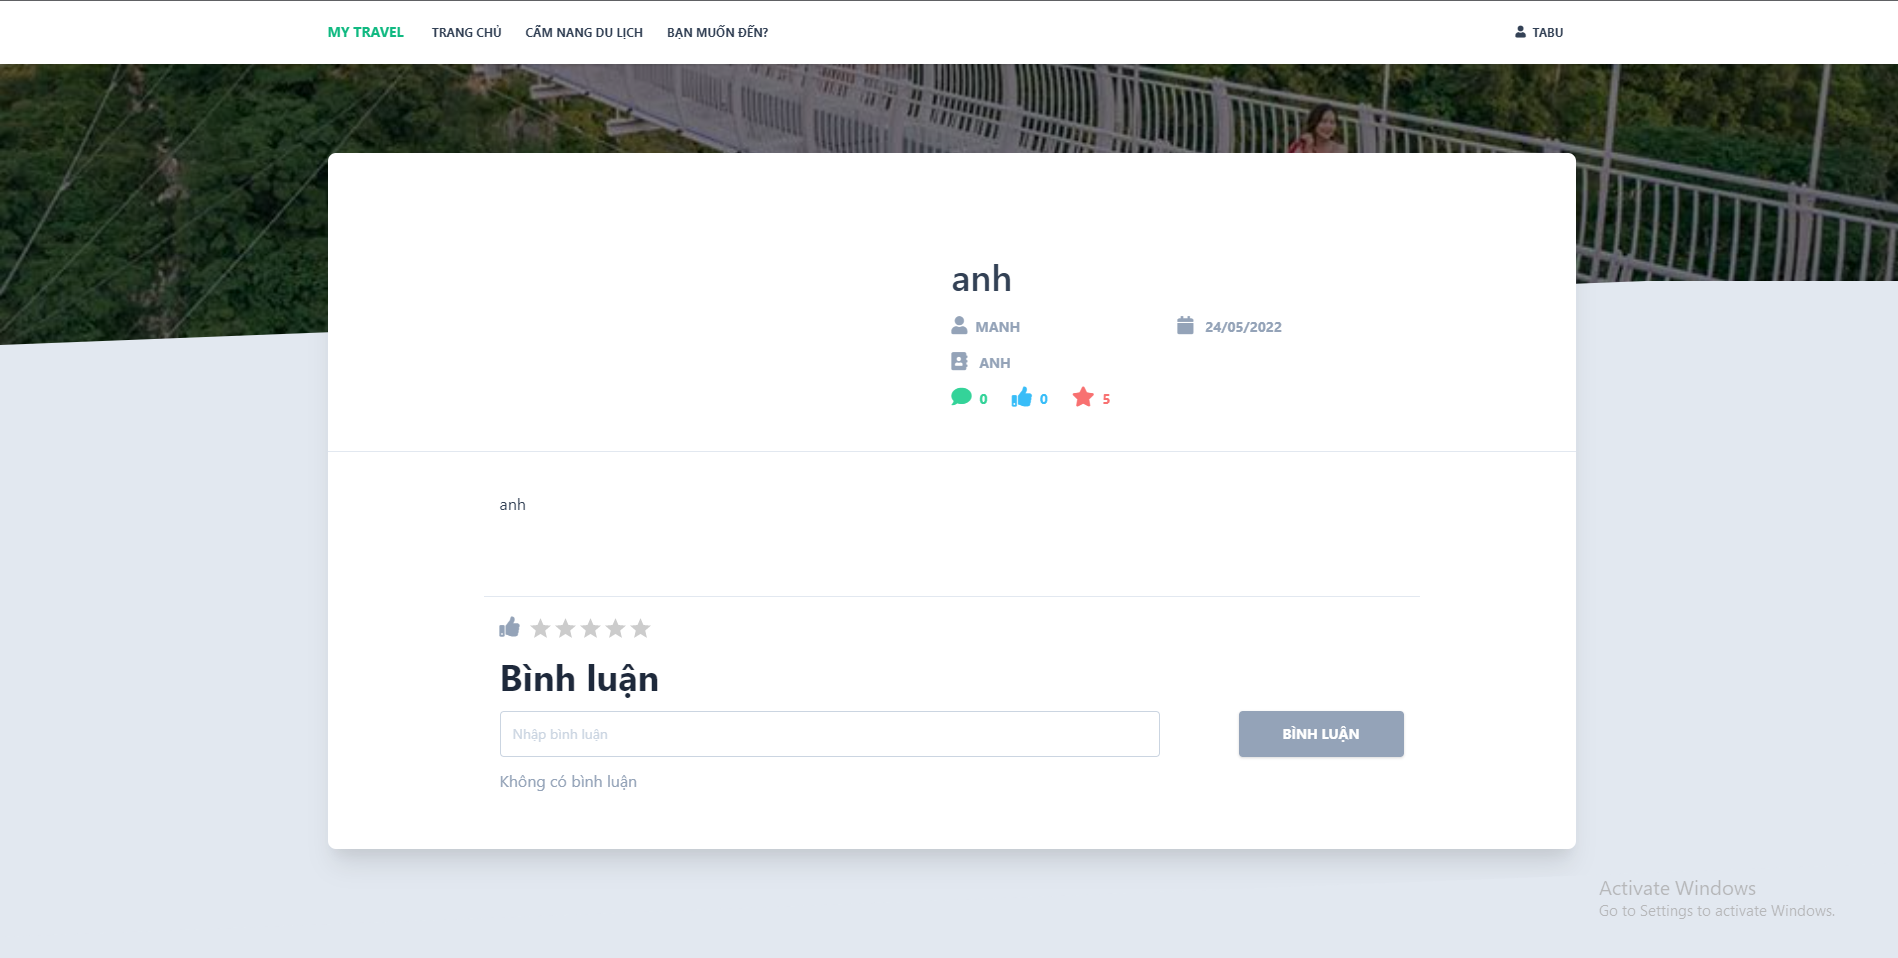 MY TRAVEL TRANG CHỦ CẨM NANG DU LỊCH BẠN MUỐN ĐẾN? TABU
anh
MANH 24/05/2022
ANH
0 0 5
anh
Bình luận
Nhập bình luận BÌNH LUẬN
Không có bình luận
Activate Windows
Go to Settings to activate Windows.